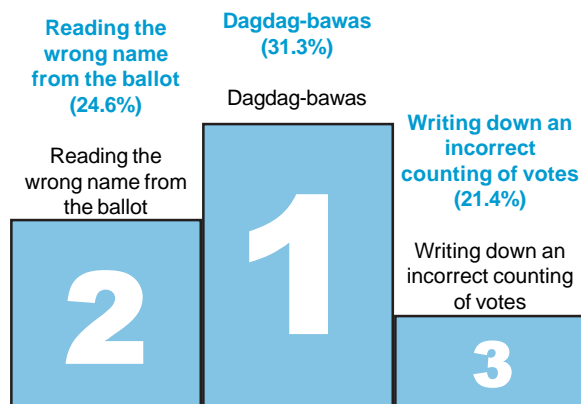 Reading the
wrong name
from the ballot
(24.6%)
Reading the
wrong name from
the ballot
2
Dagdag-bawas
(31.3%)
Dagdag-bawas
1
Writing down an
incorrect
counting of votes
(21.4%)
Writing down an
incorrect counting
of votes
3